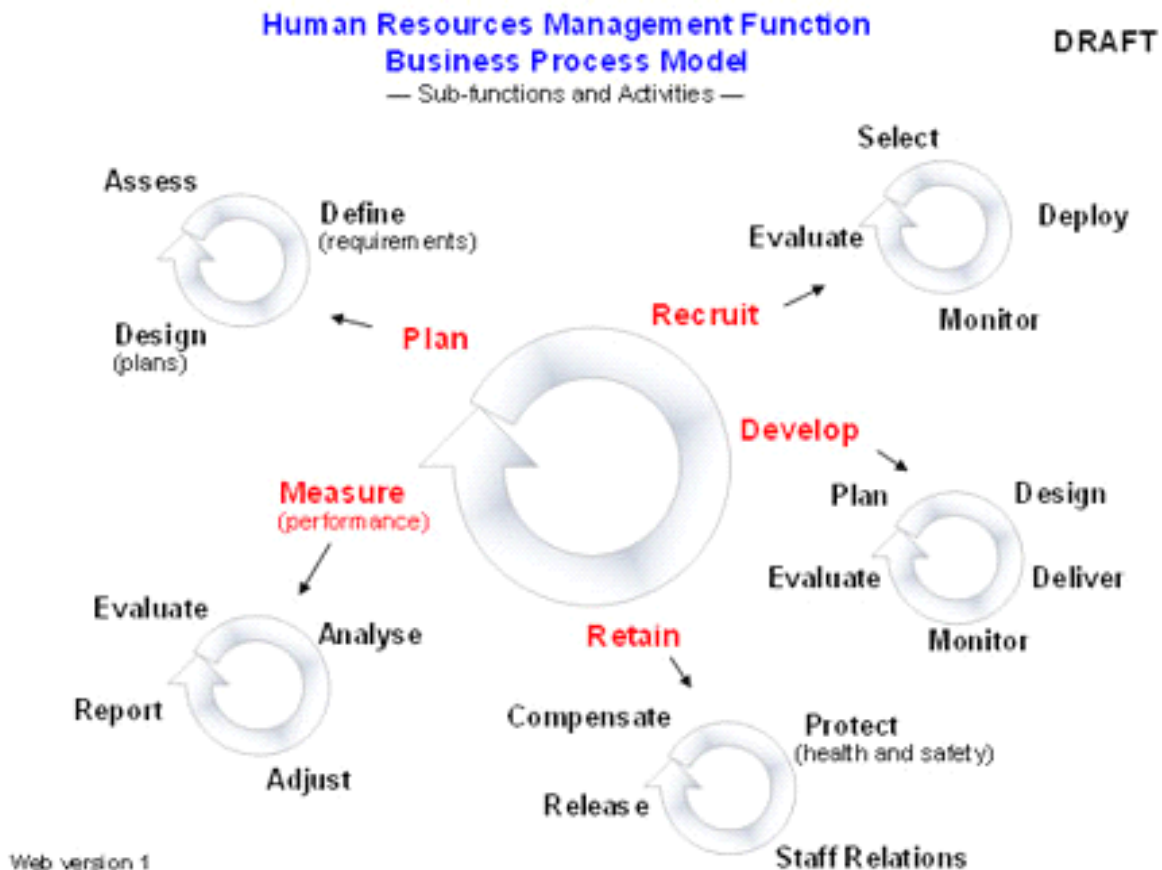 Human Resources Management Function
Business Process Model
— Sub-functions and Activities —
DRAFT
Assess
Define
(requirements)
Design
(plans)
Plan
Recruit
Select
Deploy
Monitor
Evaluate
Develop
Plan
Design
Deliver
Monitor
Evaluate
Retain
Compensate
Protect
(health and safety)
Staff Relations
Release
Measure
(performance)
Evaluate
Analyse
Adjust
Report
Web version 1